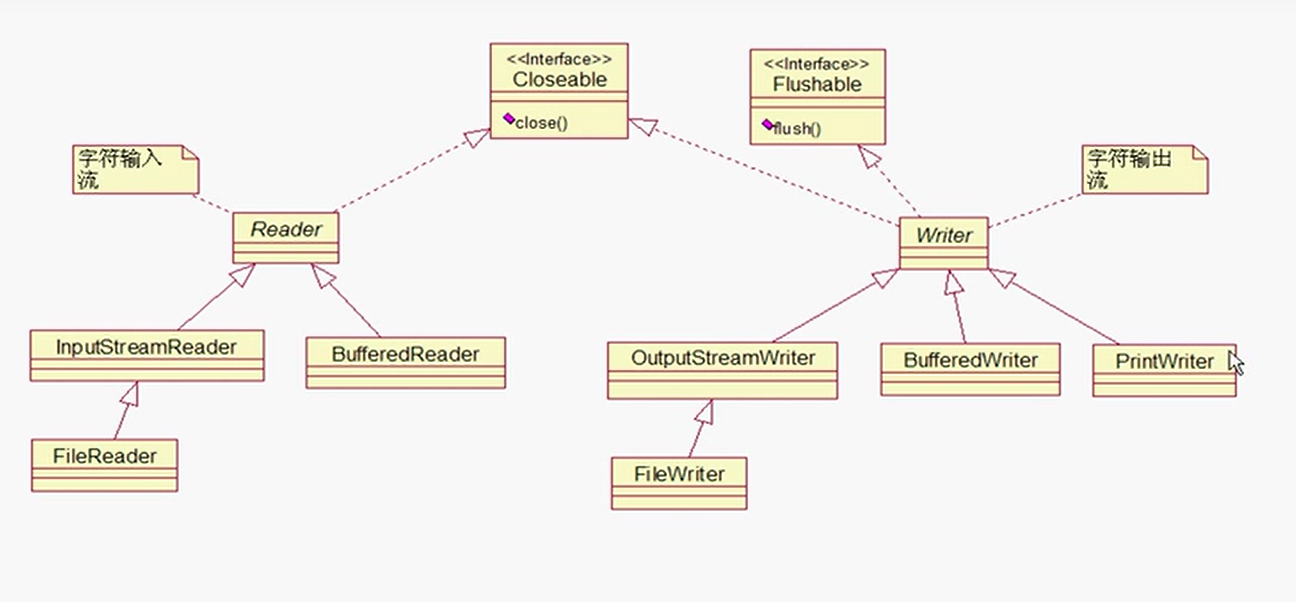 <<Interface>>
Closeable
close()
<<Interface>>
Flushable
flush()
字符输入
流
字符输出
流
Reader
Writer
InputStreamReader
BufferedReader
OutputStreamWriter
BufferedWriter
PrintWriter
FileReader
FileWriter